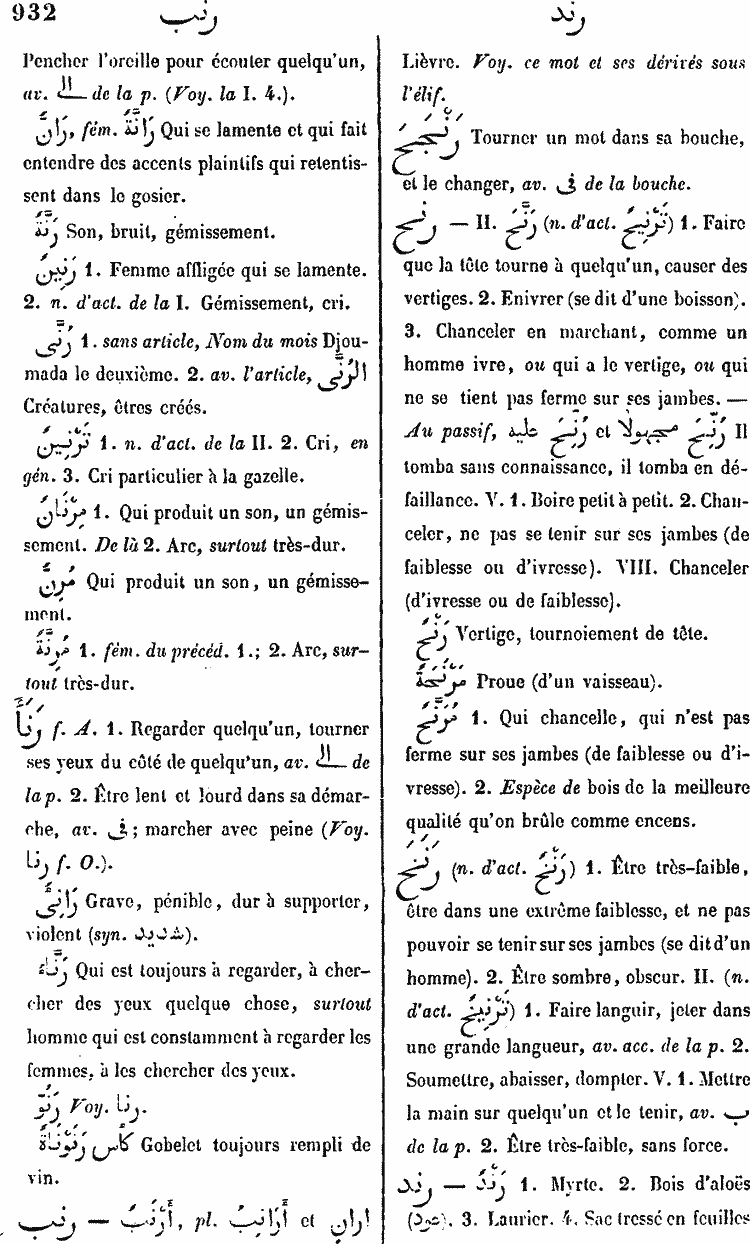 932
رنب
رند
Pencher l'oreille pour écouter quelqu'un,
av. الى de la p. (Voy. la I. 4.).
رَانٌّ, fém. رَانَّةٌ Qui se lamente et qui fait
entendre des accents plaintifs qui retentis-
sent dans le gosier.
رَنَّةٌ Son, bruit, gémissement.
رَنِينٌ 1. Femme affligée qui se lamente.
2. n. d'act. de la I. Gémissement, cri.
رُنَّى 1. sans article, Nom du mois Djou-
mada le deuxième. 2. av. l'article, الرُّنَّى
Créatures, êtres créés.
تَرْنِينٌ 1. n. d'act. de la II. 2. Cri, en
gén. 3. Cri particulier à la gazelle.
مِرْنَانٌ 1. Qui produit un son, un gémis-
sement. De là 2. Arc, surtout très-dur.
مُرِنٌّ Qui produit un son, un gémisse-
ment.
مُرِنَّةٌ 1. fém. du précéd. 1.; 2. Arc, sur-
tout très-dur.
رَنَأَ f. A. 1. Regarder quelqu'un, tourner
ses yeux du côté de quelqu'un, av. الى de
la p. 2. Être lent et lourd dans sa démar-
che, av. فى; marcher avec peine (Voy.
رنا f. O.).
رَانِىٌٔ Grave, pénible, dur à supporter,
violent (syn. شديد).
رَنَّاءٌ Qui est toujours à regarder, à cher-
cher des yeux quelque chose, surtout
homme qui est constamment à regarder les
femmes, à les chercher des yeux.
رَنُوٌّ Voy. رنا.
كَأْس رَنَوْنَاةٌ Gobelet toujours rempli de
vin.
رنب — أَرْنَبٌ, pl. أَرَانِبُ et ارانٍ
Lièvre. Voy. ce mot et ses dérivés sous
l'élif.
رَنْجَحَ Tourner un mot dans sa bouche,
et le changer, av. فى de la bouche.
رنح — II. رَنَّحَ (n. d'act. تَرْنِيحٌ) 1. Faire
que la tête tourne à quelqu'un, causer des
vertiges. 2. Enivrer (se dit d'une boisson).
3. Chanceler en marchant, comme un
homme ivre, ou qui a le vertige, ou qui
ne se tient pas ferme sur ses jambes. —
Au passif, رُنِّحَ عليه et رُنِّحَ مجهولاً Il
tomba sans connaissance, il tomba en dé-
faillance. V. 1. Boire petit à petit. 2. Chan-
celer, ne pas se tenir sur ses jambes (de
faiblesse ou d'ivresse). VIII. Chanceler
(d'ivresse ou de faiblesse).
رَنْحٌ Vertige, tournoiement de tête.
مَرْنَحَةٌ Proue (d'un vaisseau).
مُرَنَّحٌ 1. Qui chancelle, qui n'est pas
ferme sur ses jambes (de faiblesse ou d'i-
vresse). 2. Espèce de bois de la meilleure
qualité qu'on brûle comme encens.
رَنَخَ (n. d'act. رَنْخٌ) 1. Être très-faible,
être dans une extrême faiblesse, et ne pas
pouvoir se tenir sur ses jambes (se dit d'un
homme). 2. Être sombre, obscur. II. (n.
d'act. تَرْنِيخٌ) 1. Faire languir, jeter dans
une grande langueur, av. acc. de la p. 2.
Soumettre, abaisser, dompter. V. 1. Mettre
la main sur quelqu'un et le tenir, av. ب
de la p. 2. Être très-faible, sans force.
رند — رَنْدٌ 1. Myrte. 2. Bois d'aloès
(عود). 3. Laurier. 4. Sac tressé en feuilles